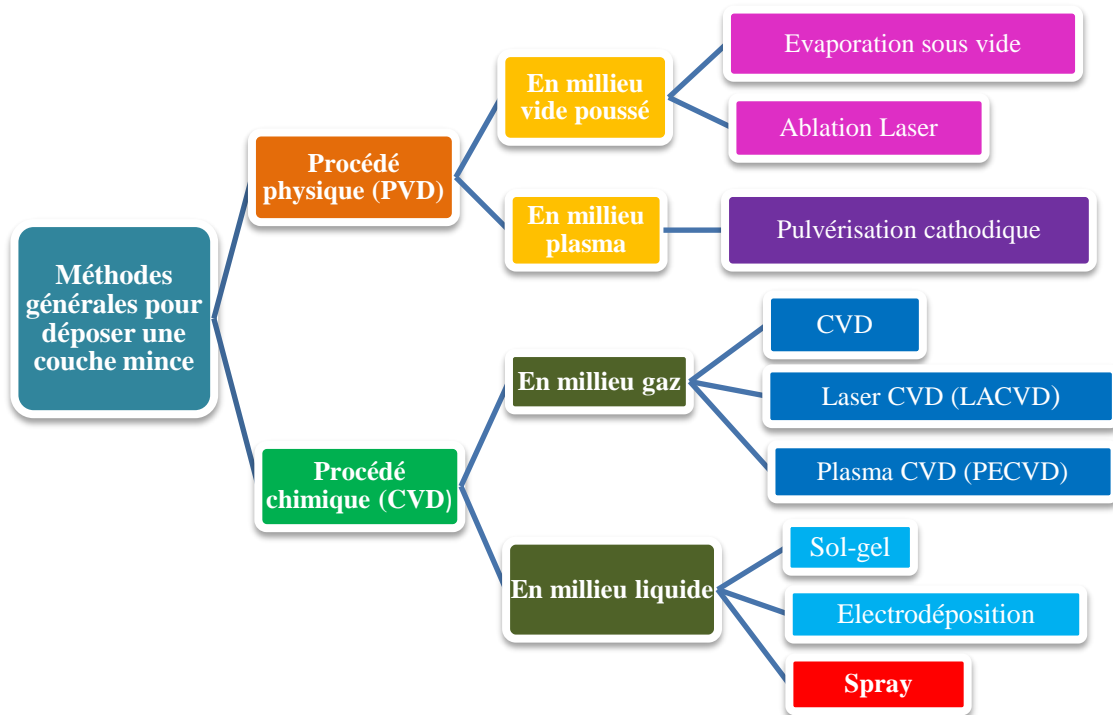 Méthodes
générales pour
déposer une
couche mince
Procédé
physique (PVD)
En millieu
vide poussé
Evaporation sous vide
Ablation Laser
En millieu
plasma
Pulvérisation cathodique
Procédé
chimique (CVD)
En millieu gaz
CVD
Laser CVD (LACVD)
Plasma CVD (PECVD)
En millieu liquide
Sol-gel
Electrodéposition
Spray